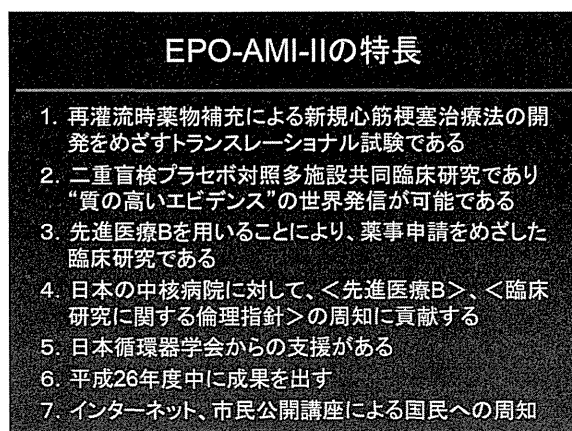 EPO-AMI-IIの特長
1. 再灌流時薬物補充による新規心筋梗塞治療法の開
発をめざすトランスレーショナル試験である
2. 二重盲検プラセボ対照多施設共同臨床研究であり
“質の高いエビデンス”の世界発信が可能である
3. 先進医療Bを用いることにより、薬事申請をめざした
臨床研究である
4. 日本の中核病院に対して、＜先進医療B＞、＜臨床
研究に関する倫理指針＞の周知に貢献する
5. 日本循環器学会からの支援がある
6. 平成26年度中に成果を出す
7. インターネット、市民公開講座による国民への周知